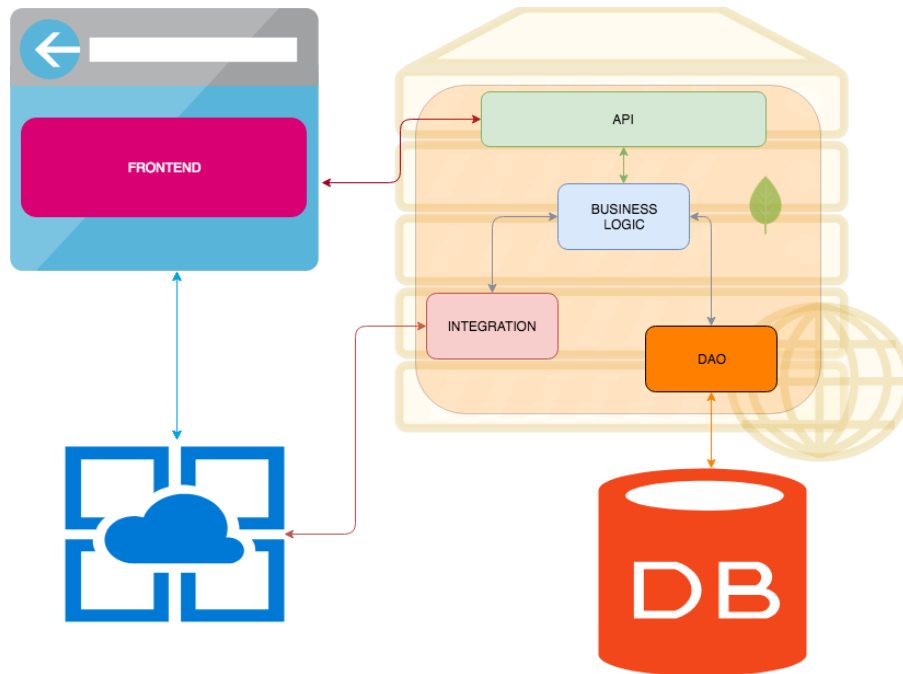 API
FRONTEND
BUSINESS
LOGIC
INTEGRATION
DAO
DB